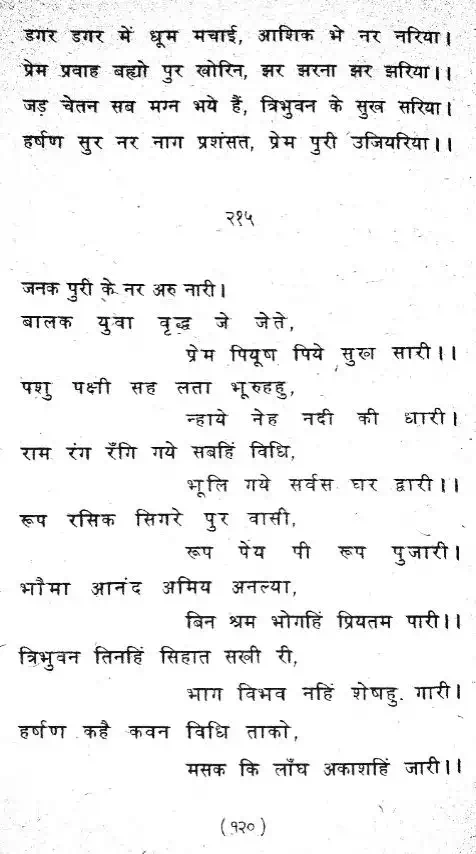 डगर डगर में धूम मचाई, आशिक भे नर नरिया।
प्रेम प्रवाह बह्यो पुर खोरिन, झर झरना झर झरिया।।
जड़ चेतन सब मग्न भये हैं, त्रिभुवन के सुख सरिया।
हर्षण सुर नर नाग प्रशंसत, प्रेम पुरी उजियरिया।।
२१५
जनक पुरी के नर अरु नारी।
बालक युवा वृद्ध जे जेते,
प्रेम पियूष पिये सुख सारी।।
पशु पक्षी सह लता भूरुहहु,
न्हाये नेह नदी की धारी।
राम रंग रँगि गये सबहिं विधि,
भूलि गये सर्वस घर द्वारी।।
रूप रसिक सिगरे पुर वासी,
रूप पेय पी रूप पुजारी।
भौमा आनंद अमिय अनल्या,
बिन श्रम भोगहिं प्रियतम पारी।।
त्रिभुवन तिनहिं सिहात सखी री,
भाग विभव नहिं शेषहु गारी।
हर्षण कहै कवन विधि ताको,
मसक कि लाँघ अकाशहिं जारी।।
(१२०)